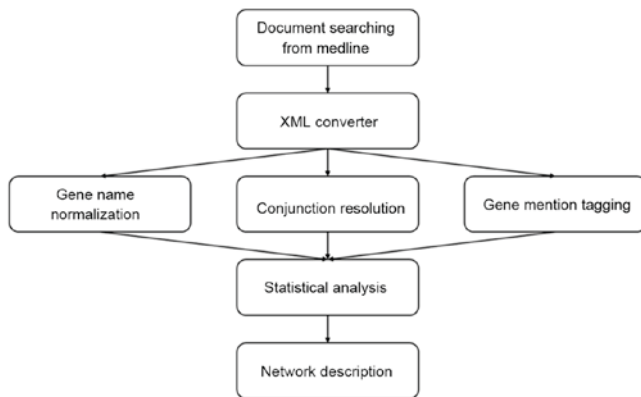 Document searching
from medline
XML converter
Gene name
normalization
Conjunction resolution
Gene mention tagging
Statistical analysis
Network description